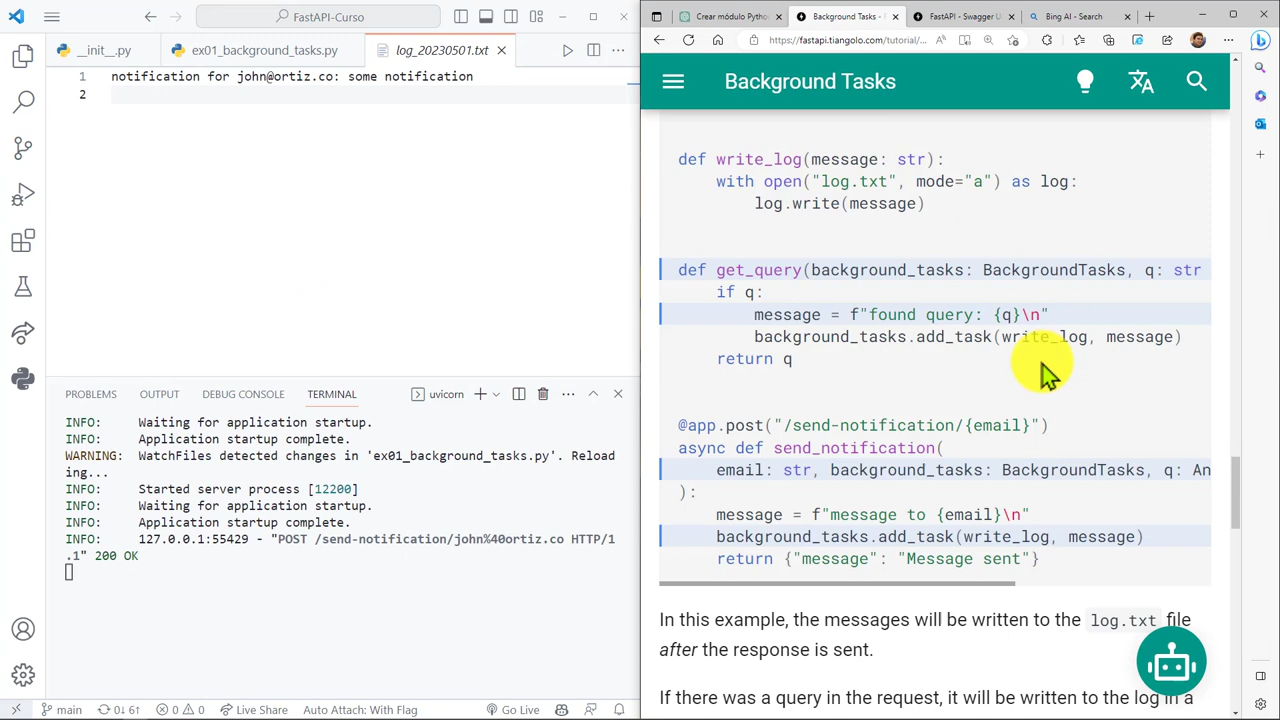 FastAPI-Curso
__init__.py
ex01_background_tasks.py
log_20230501.txt
1 notification for john@ortiz.co: some notification
2
PROBLEMS OUTPUT DEBUG CONSOLE TERMINAL uvicorn
INFO: Waiting for application startup.
INFO: Application startup complete.
WARNING: WatchFiles detected changes in 'ex01_background_tasks.py'. Reload
ing...
INFO: Started server process [12200]
INFO: Waiting for application startup.
INFO: Application startup complete.
INFO: 127.0.0.1:55429 - "POST /send-notification/john%40ortiz.co HTTP/1
.1" 200 OK
main 0↓ 6↑ 0 0 Live Share Auto Attach: With Flag Go Live
Crear módulo Python
Background Tasks -
FastAPI - Swagger U
Bing AI - Search
https://fastapi.tiangolo.com/tutorial/...
Background Tasks
def write_log(message: str):
with open("log.txt", mode="a") as log:
log.write(message)
def get_query(background_tasks: BackgroundTasks, q: str
if q:
message = f"found query: {q}\n"
background_tasks.add_task(write_log, message)
return q
@app.post("/send-notification/{email}")
async def send_notification(
email: str, background_tasks: BackgroundTasks, q: An
):
message = f"message to {email}\n"
background_tasks.add_task(write_log, message)
return {"message": "Message sent"}
In this example, the messages will be written to the log.txt file
after the response is sent.
If there was a query in the request, it will be written to the log in a